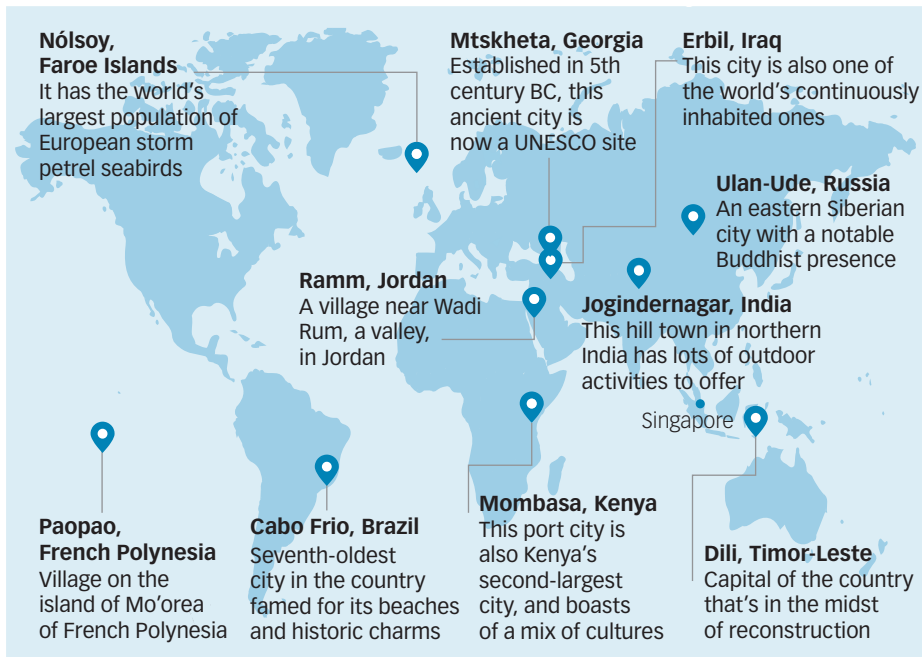 Nólsoy,
Faroe Islands
It has the world's
largest population of
European storm
petrel seabirds
Mtskheta, Georgia
Established in 5th
century BC, this
ancient city is
now a UNESCO site
Erbil, Iraq
This city is also one of
the world's continuously
inhabited ones
Ulan-Ude, Russia
An eastern Siberian
city with a notable
Buddhist presence
Ramm, Jordan
A village near Wadi
Rum, a valley,
in Jordan
Jogindernagar, India
This hill town in northern
India has lots of outdoor
activities to offer
Singapore
Paopao,
French Polynesia
Village on the
island of Mo'orea
of French Polynesia
Cabo Frio, Brazil
Seventh-oldest
city in the country
famed for its beaches
and historic charms
Mombasa, Kenya
This port city is
also Kenya's
second-largest
city, and boasts
of a mix of cultures
Dili, Timor-Leste
Capital of the country
that's in the midst
of reconstruction